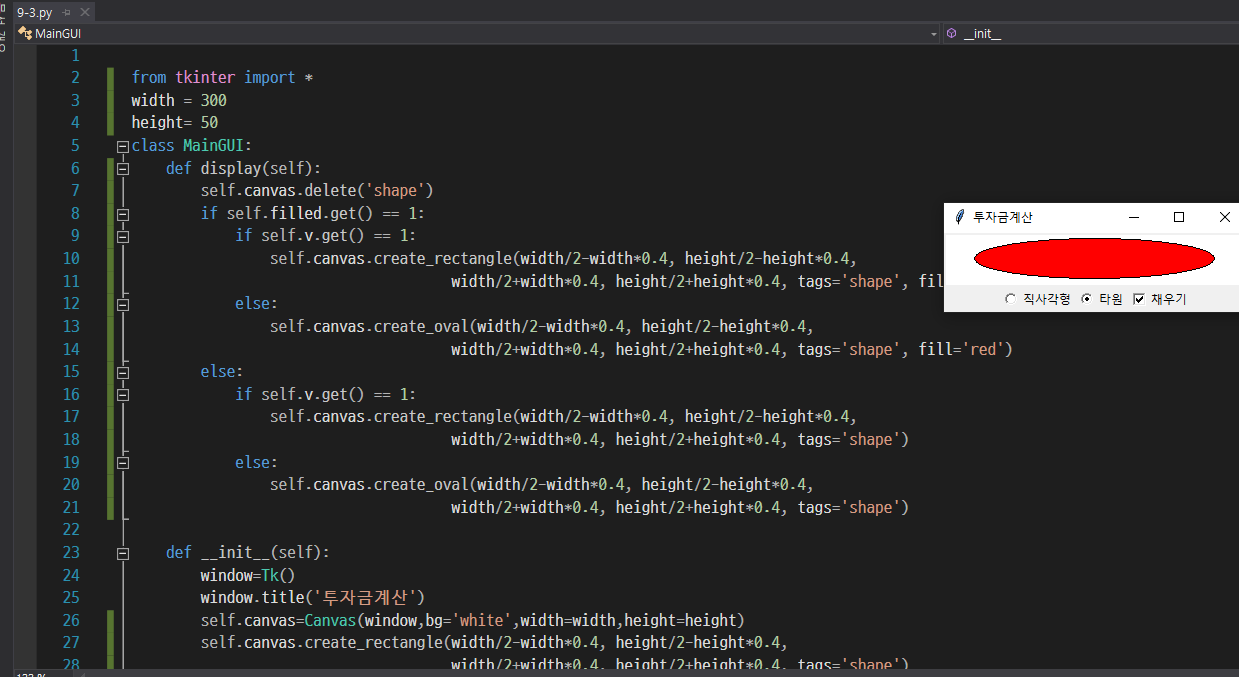 9-3.py
MainGUI
__init__
1
2 from tkinter import *
3 width = 300
4 height= 50
5 class MainGUI:
6 def display(self):
7 self.canvas.delete('shape')
8 if self.filled.get() == 1:
9 if self.v.get() == 1:
10 self.canvas.create_rectangle(width/2-width*0.4, height/2-height*0.4,
11 width/2+width*0.4, height/2+height*0.4, tags='shape', fil
12 else:
13 self.canvas.create_oval(width/2-width*0.4, height/2-height*0.4,
14 width/2+width*0.4, height/2+height*0.4, tags='shape', fill='red')
15 else:
16 if self.v.get() == 1:
17 self.canvas.create_rectangle(width/2-width*0.4, height/2-height*0.4,
18 width/2+width*0.4, height/2+height*0.4, tags='shape')
19 else:
20 self.canvas.create_oval(width/2-width*0.4, height/2-height*0.4,
21 width/2+width*0.4, height/2+height*0.4, tags='shape')
22
23 def __init__(self):
24 window=Tk()
25 window.title('투자금계산')
26 self.canvas=Canvas(window,bg='white',width=width,height=height)
27 self.canvas.create_rectangle(width/2-width*0.4, height/2-height*0.4,
28 width/2+width*0.4, height/2+height*0.4, tags='shape')
투자금계산
직사각형 타원 채우기